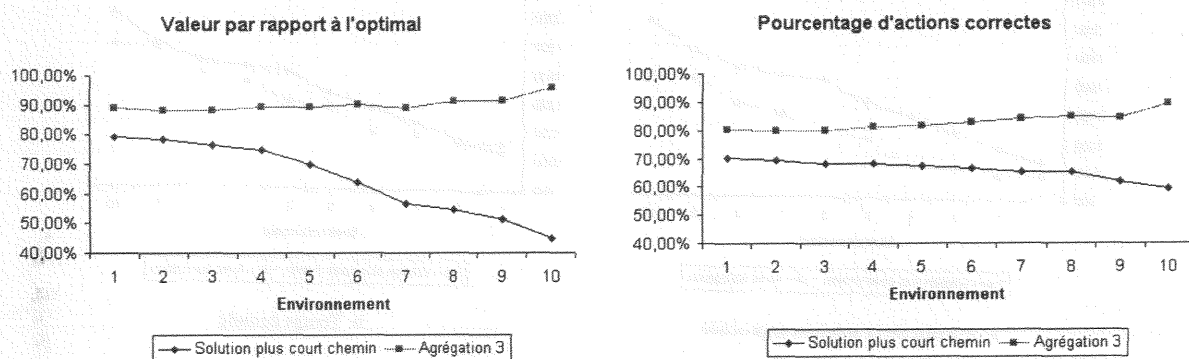 Valeur par rapport à l'optimal
100,00%
90,00%
80,00%
70,00%
60,00%
50,00%
40,00%
1 2 3 4 5 6 7 8 9 10
Environnement
Solution plus court chemin Agrégation 3
Pourcentage d'actions correctes
100,00%
90,00%
80,00%
70,00%
60,00%
50,00%
40,00%
1 2 3 4 5 6 7 8 9 10
Environnement
Solution plus court chemin Agrégation 3